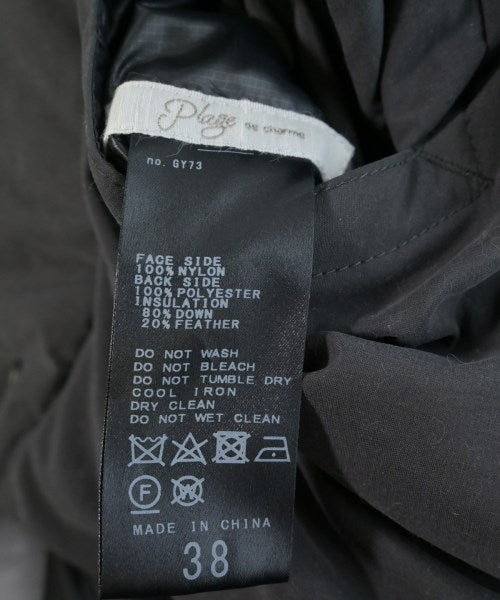 Plage
de charme
no. GY73
FACE SIDE
100%NYLON
BACK SIDE
100%POLYESTER
INSULATION
80%DOWN
20%FEATHER
DO NOT WASH
DO NOT BLEACH
DO NOT TUMBLE DRY
COOL IRON
DRY CLEAN
DO NOT WET CLEAN
F W
MADE IN CHINA
38